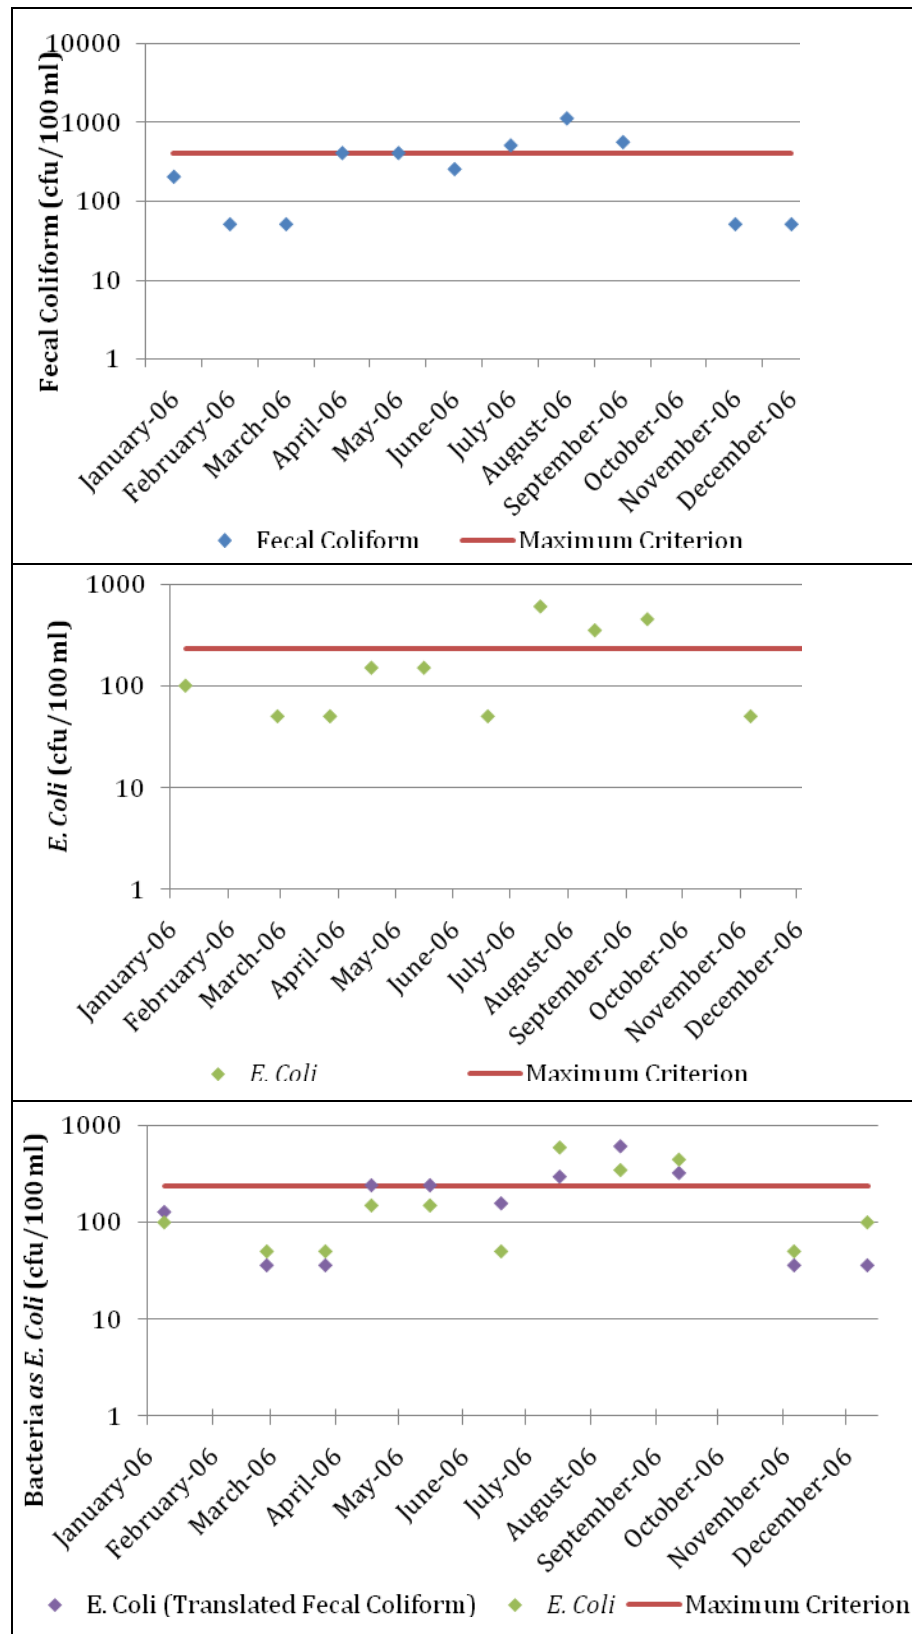 Fecal Coliform (cfu/100 ml)
10000
1000
100
10
1
January-06
February-06
March-06
April-06
May-06
June-06
July-06
August-06
September-06
October-06
November-06
December-06
Fecal Coliform Maximum Criterion
E. Coli (cfu/100 ml)
1000
100
10
1
January-06
February-06
March-06
April-06
May-06
June-06
July-06
August-06
September-06
October-06
November-06
December-06
E. Coli Maximum Criterion
Bacteria as E. Coli (cfu/100 ml)
1000
100
10
1
January-06
February-06
March-06
April-06
May-06
June-06
July-06
August-06
September-06
October-06
November-06
December-06
E. Coli (Translated Fecal Coliform) E. Coli Maximum Criterion